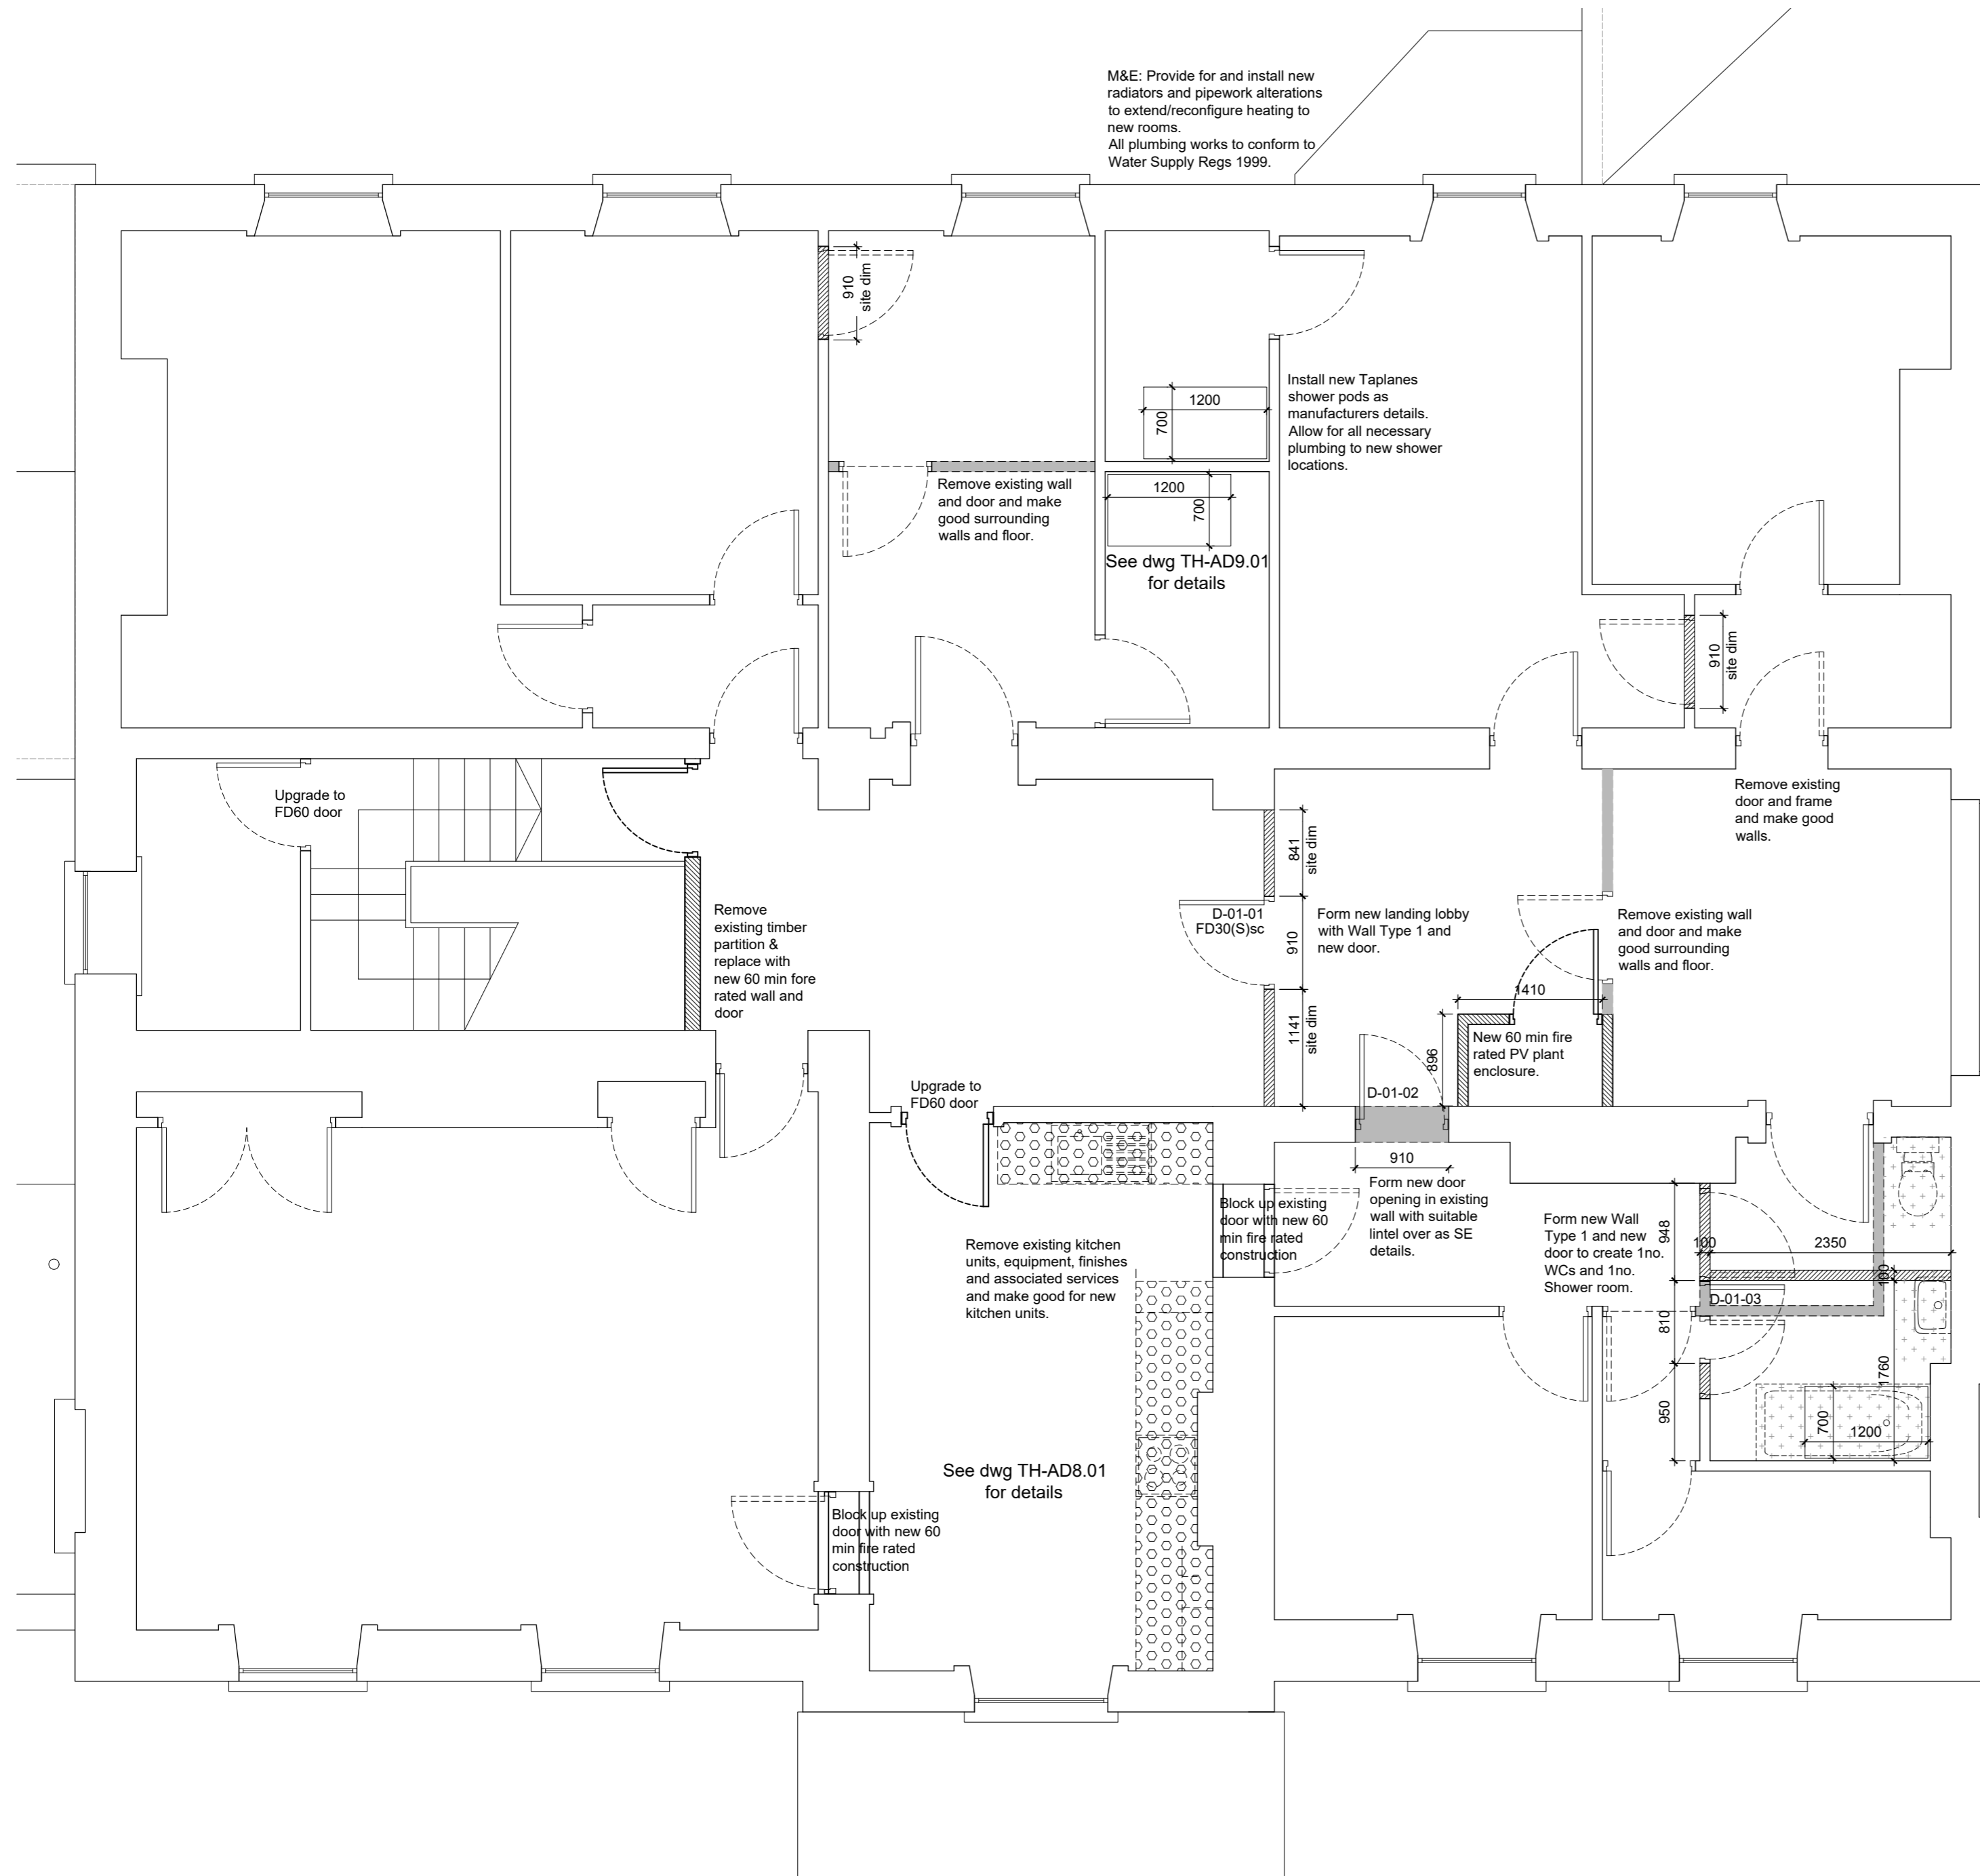 M&E: Provide for and install new
radiators and pipework alterations
to extend/reconfigure heating to
new rooms.
All plumbing works to conform to
Water Supply Regs 1999.
910
site dim
Install new Taplanes
shower pods as
manufacturers details.
Allow for all necessary
plumbing to new shower
locations.
1200
700
Remove existing wall
and door and make
good surrounding
walls and floor.
1200
700
See dwg TH-AD9.01
for details
910
site dim
Upgrade to
FD60 door
Remove existing
door and frame
and make good
walls.
841
site dim
Remove
existing timber
partition &
replace with
new 60 min fore
rated wall and
door
D-01-01
FD30(S)sc
910
Form new landing lobby
with Wall Type 1 and
new door.
Remove existing wall
and door and make
good surrounding
walls and floor.
1410
1141
site dim
896
New 60 min fire
rated PV plant
enclosure.
Upgrade to
FD60 door
D-01-02
910
Form new door
opening in existing
wall with suitable
lintel over as SE
details.
Block up existing
door with new 60
min fire rated
construction
Form new Wall
Type 1 and new
door to create 1no.
WCs and 1no.
Shower room.
948
100
2350
100
Remove existing kitchen
units, equipment, finishes
and associated services
and make good for new
kitchen units.
D-01-03
810
1760
950
700
1200
See dwg TH-AD8.01
for details
Block up existing
door with new 60
min fire rated
construction